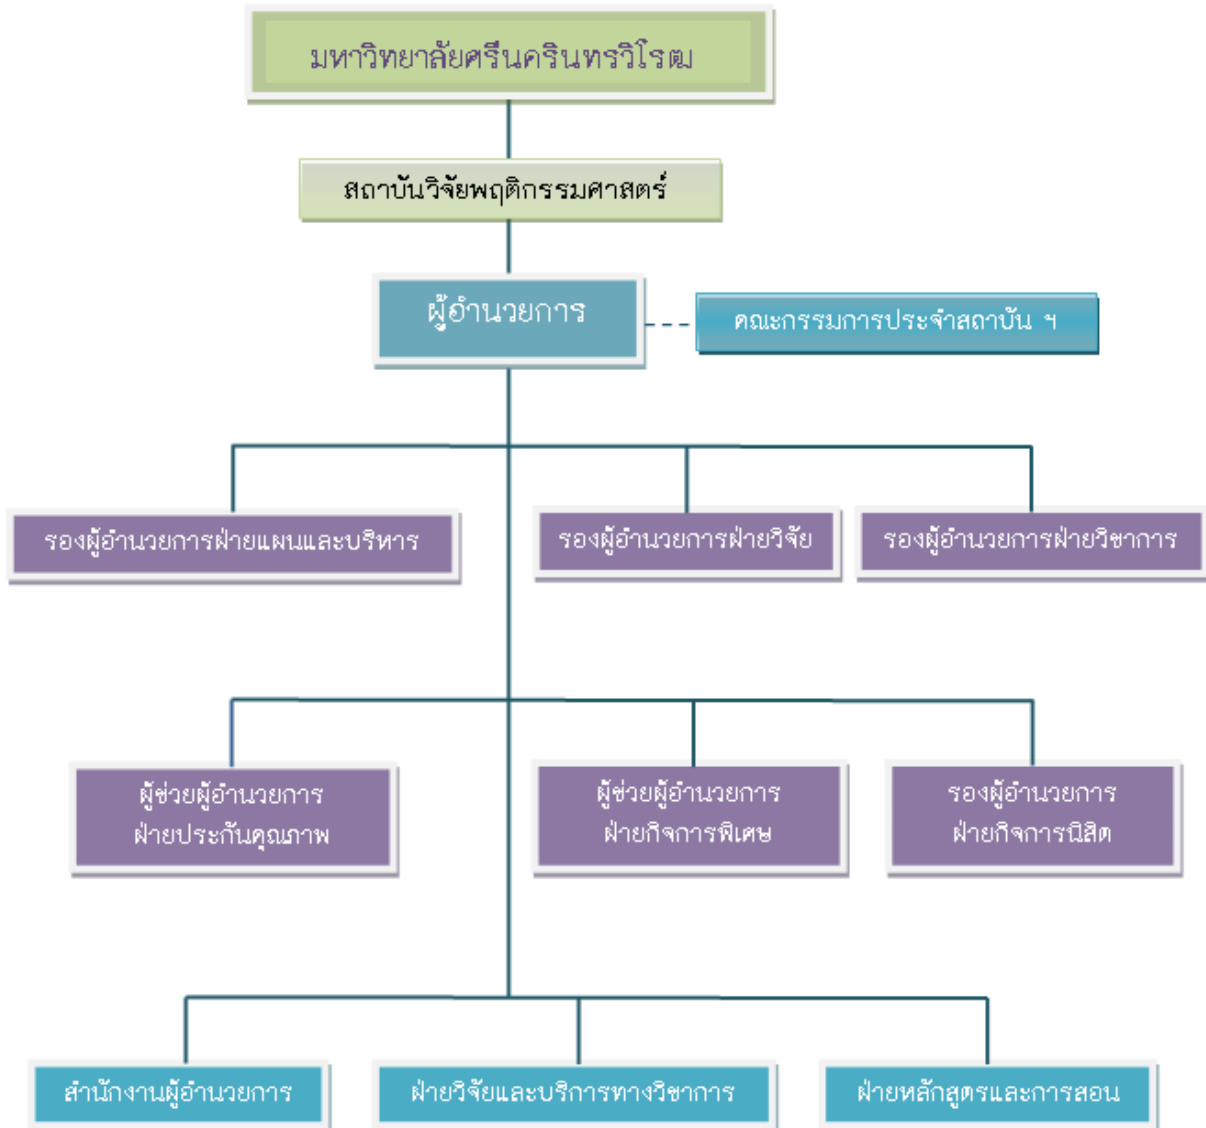 มหาวิทยาลัยศรีนครินทรวิโรฒ
สถาบันวิจัยพฤติกรรมศาสตร์
ผู้อำนวยการ
คณะกรรมการประจำสถาบัน ฯ
รองผู้อำนวยการฝ่ายแผนและบริหาร
รองผู้อำนวยการฝ่ายวิจัย
รองผู้อำนวยการฝ่ายวิชาการ
ผู้ช่วยผู้อำนวยการ
ฝ่ายประกันคุณภาพ
ผู้ช่วยผู้อำนวยการ
ฝ่ายกิจการพิเศษ
รองผู้อำนวยการ
ฝ่ายกิจการนิสิต
สำนักงานผู้อำนวยการ
ฝ่ายวิจัยและบริการทางวิชาการ
ฝ่ายหลักสูตรและการสอน